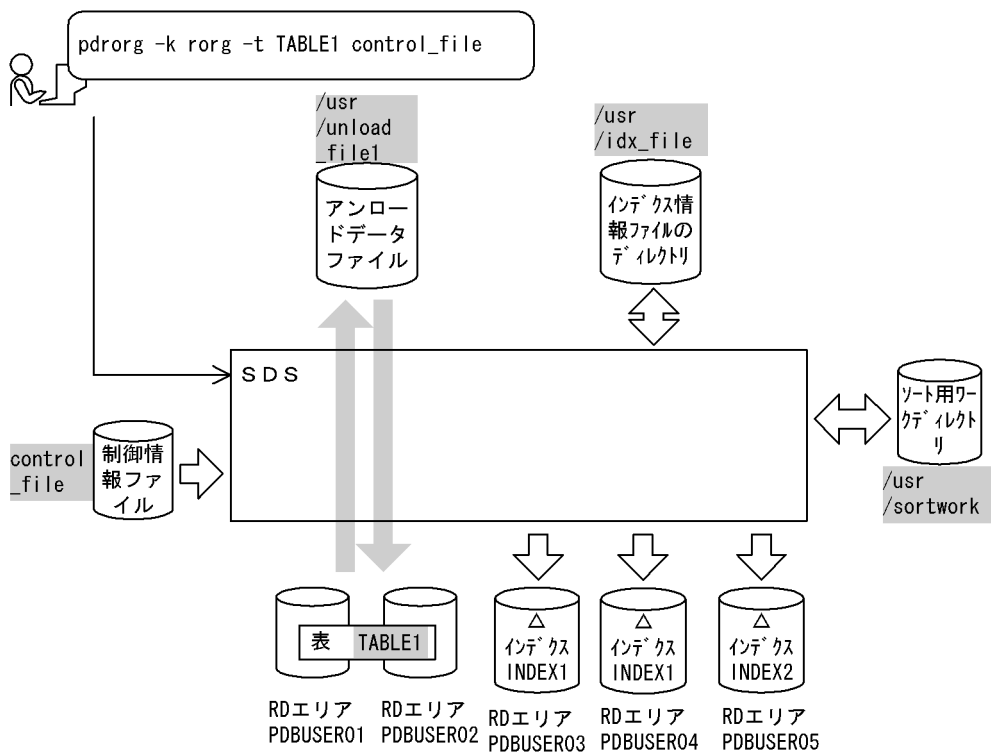 pdrorg -k rorg -t TABLE1 control_file
/usr
/unload
_file1
アンロー
ドデータ
ファイル
/usr
/idx_file
ｲﾝﾃﾞｸｽ情
報ﾌｧｲﾙの
ﾃﾞｨﾚｸﾄﾘ
ＳＤＳ
ｿｰﾄ用ﾜｰ
ｸﾃﾞｨﾚｸﾄ
ﾘ
/usr
/sortwork
control
_file
制御情
報ファ
イル
表 TABLE1
RDエリア
PDBUSER01
RDエリア
PDBUSER02
ｲﾝﾃﾞｸｽ
INDEX1
RDエリア
PDBUSER03
ｲﾝﾃﾞｸｽ
INDEX1
RDエリア
PDBUSER04
ｲﾝﾃﾞｸｽ
INDEX2
RDエリア
PDBUSER05